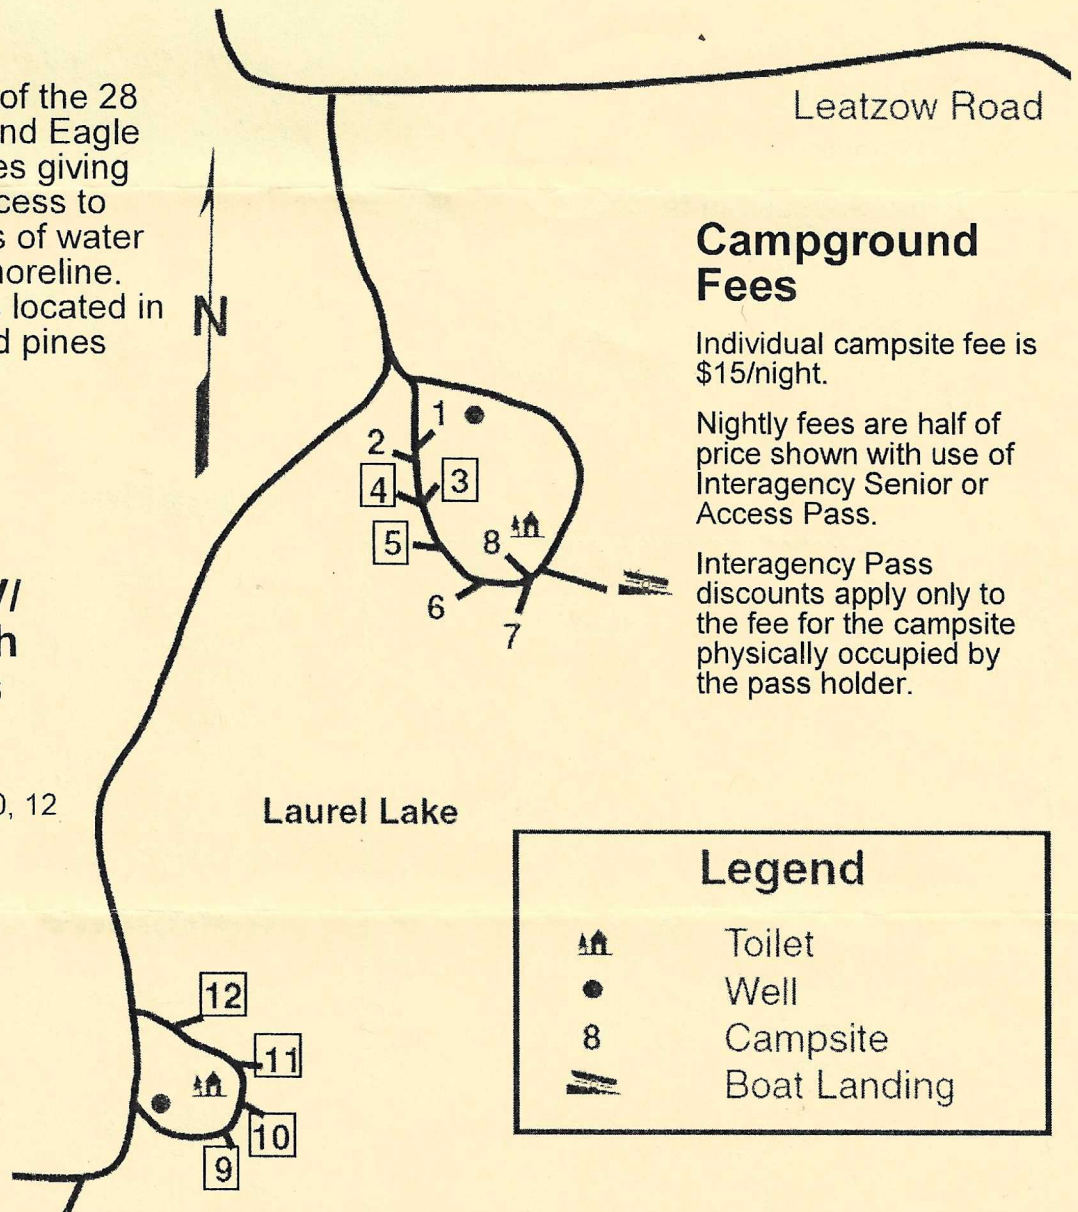 of the 28
nd Eagle
es giving
cess to
s of water
horeline.
located in
d pines
N
Leatzow Road
Campground
Fees
Individual campsite fee is
$15/night.
Nightly fees are half of
price shown with use of
Interagency Senior or
Access Pass.
Interagency Pass
discounts apply only to
the fee for the campsite
physically occupied by
the pass holder.
1
2
3
4
5
8
6
7
h
, 12
Laurel Lake
12
11
10
9
Legend
Toilet
Well
8 Campsite
Boat Landing